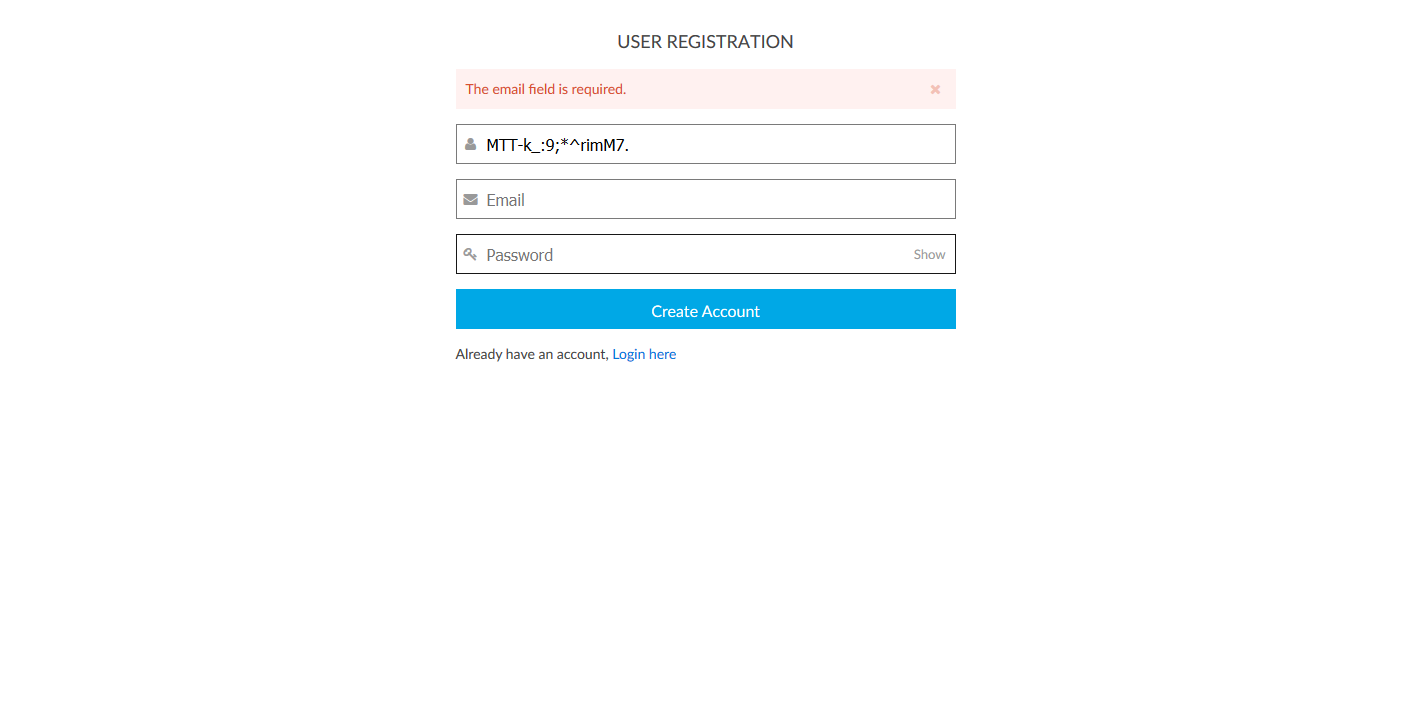 USER REGISTRATION
The email field is required.
MTT-k_:9;*^rimM7.
Email
Password Show
Create Account
Already have an account, Login here